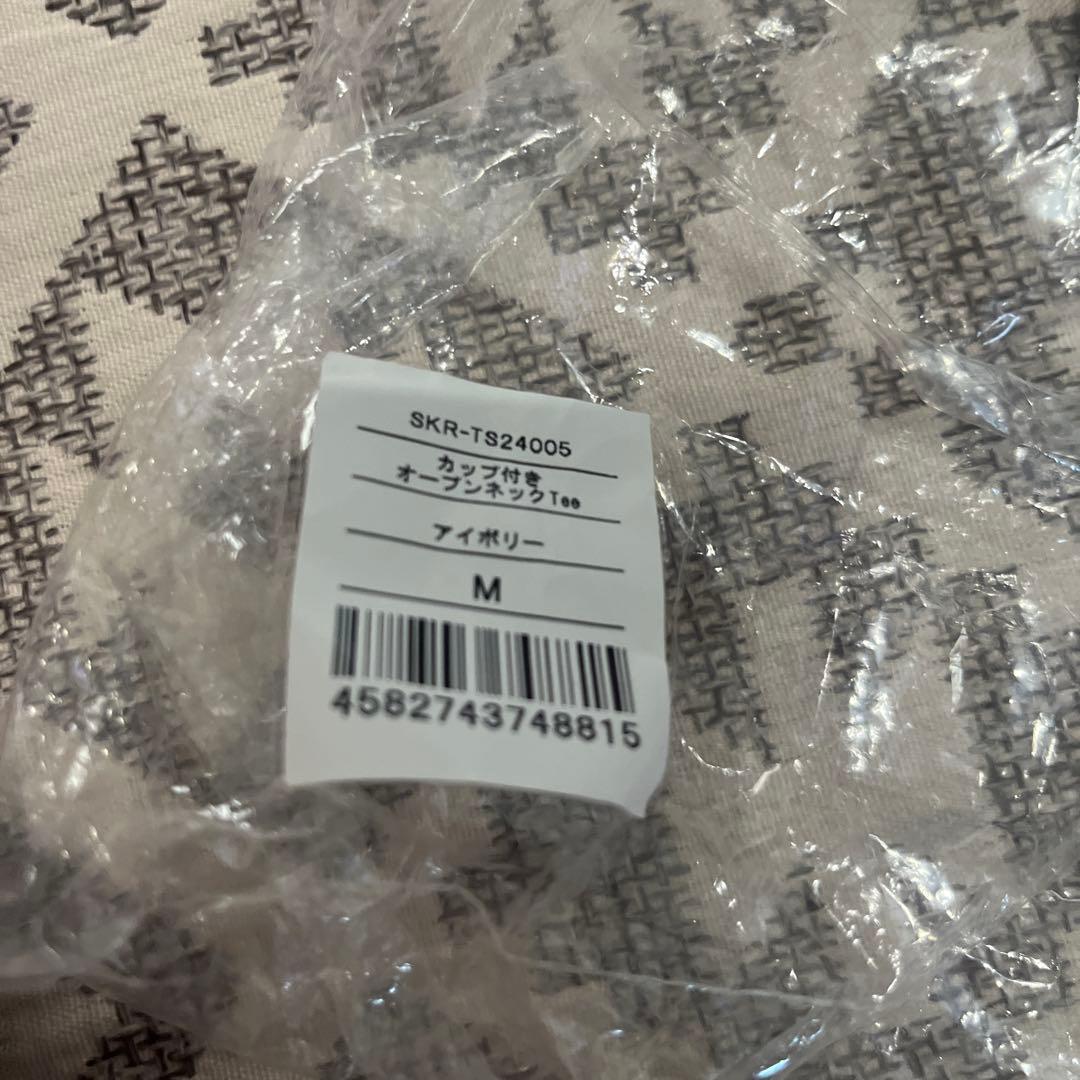 SKR-TS24005
カップ付き
オープンネックTee
アイボリー
M
4582743748815